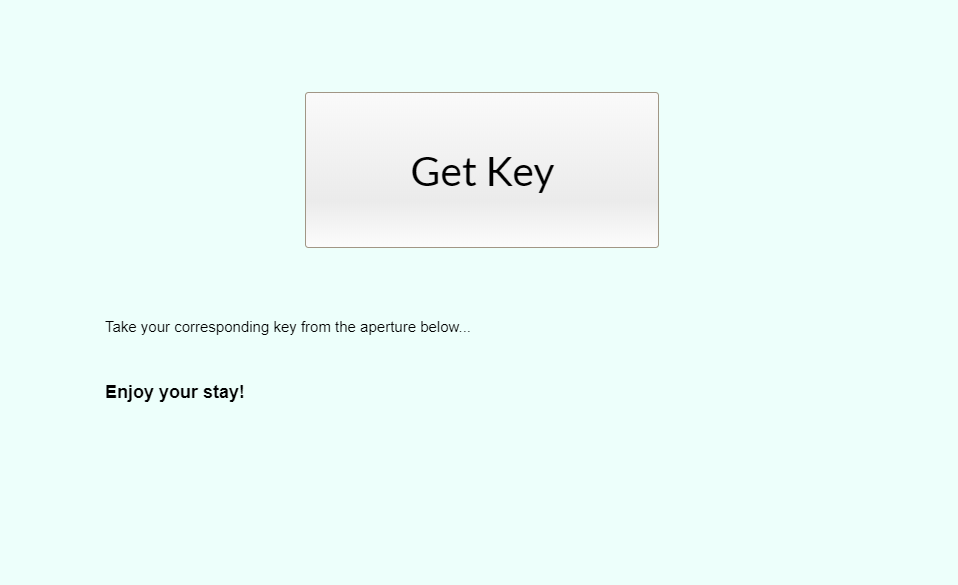 Get Key
Take your corresponding key from the aperture below...
Enjoy your stay!